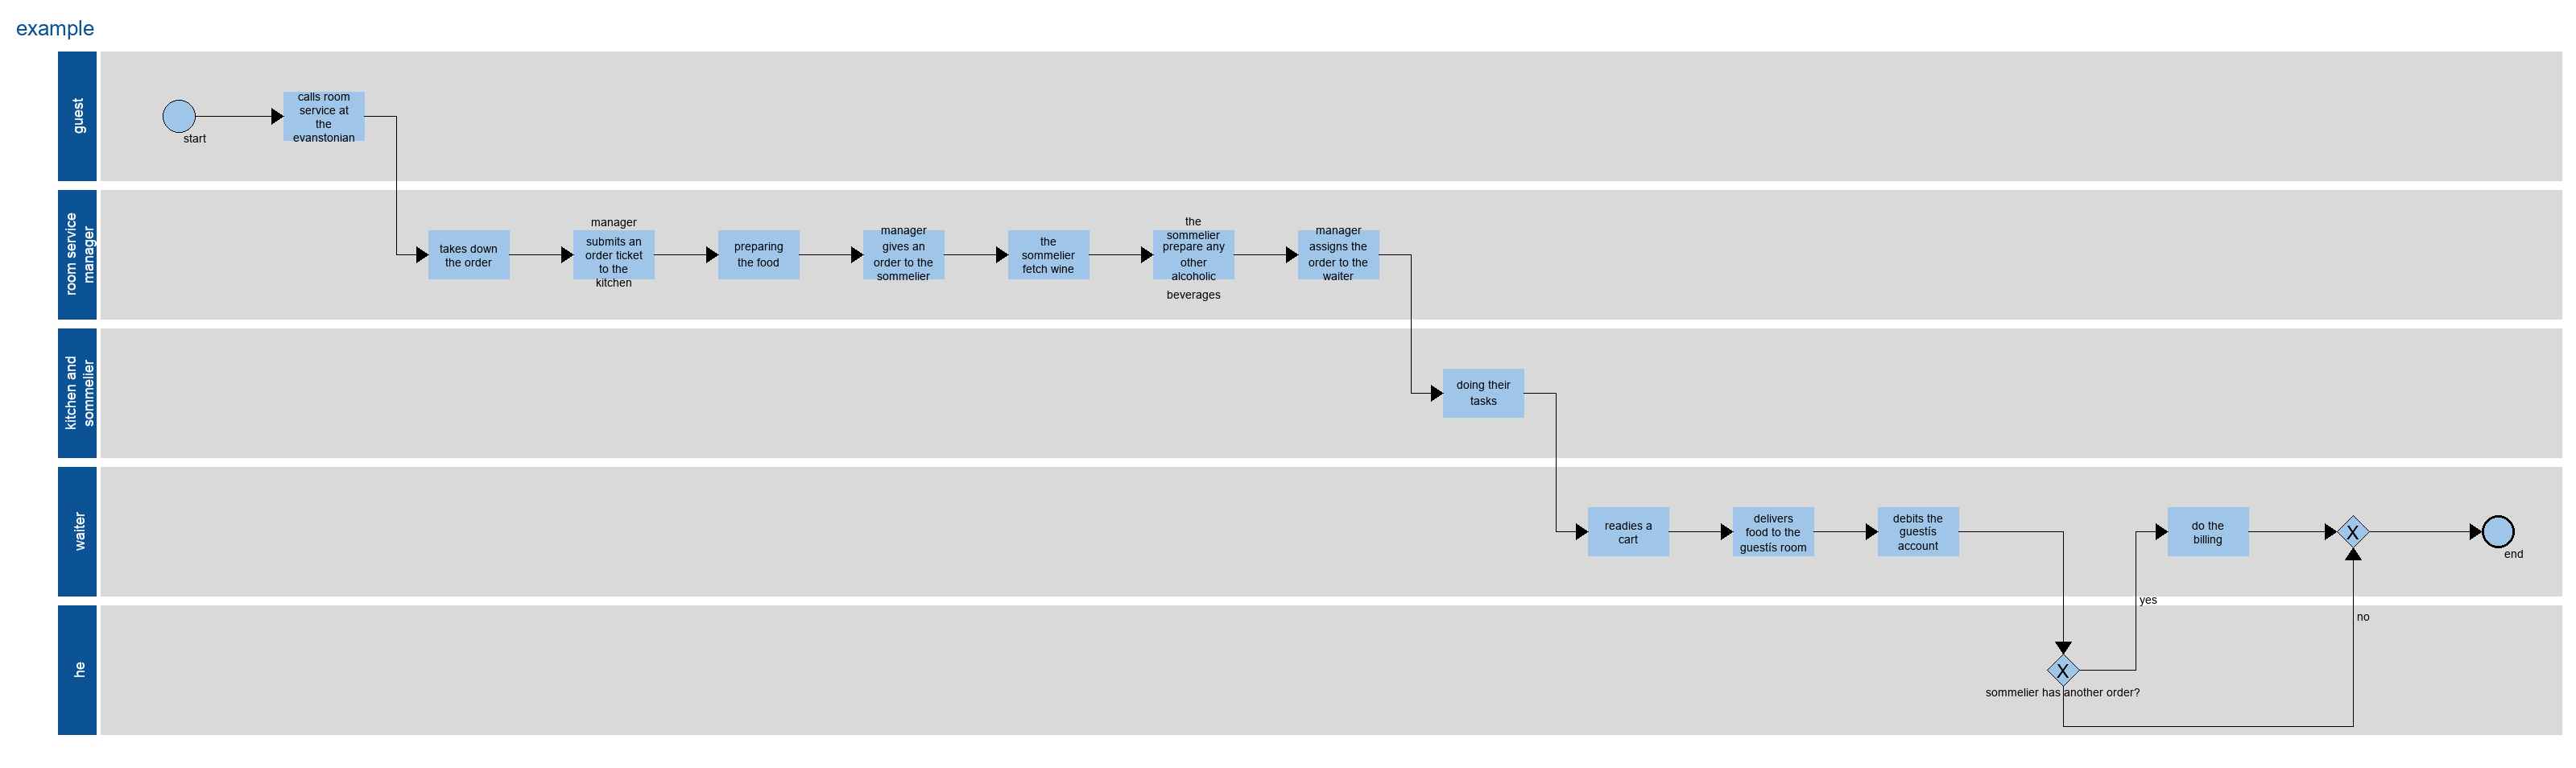 example
guest
start
calls room
service at
the
evanstonian
room service
manager
takes down
the order
manager
submits an
order ticket
to the
kitchen
preparing
the food
manager
gives an
order to the
sommelier
the
sommelier
fetch wine
the
sommelier
prepare any
other
alcoholic
beverages
manager
assigns the
order to the
waiter
kitchen and
sommelier
doing their
tasks
waiter
readies a
cart
delivers
food to the
guestís room
debits the
guestís
account
do the
billing
X
end
yes
no
he
X
sommelier has another order?